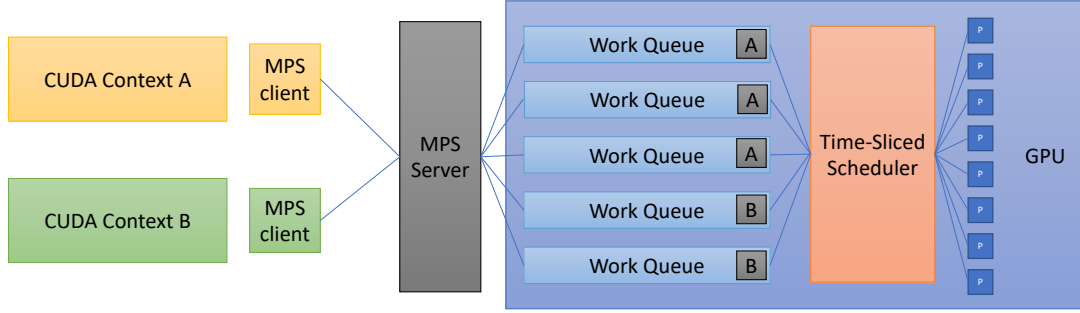 CUDA Context A
MPS
client
CUDA Context B
MPS
client
MPS
Server
Work Queue A
Work Queue A
Work Queue A
Work Queue B
Work Queue B
Time-Sliced
Scheduler
P
P
P
P
P
P
P
P
GPU